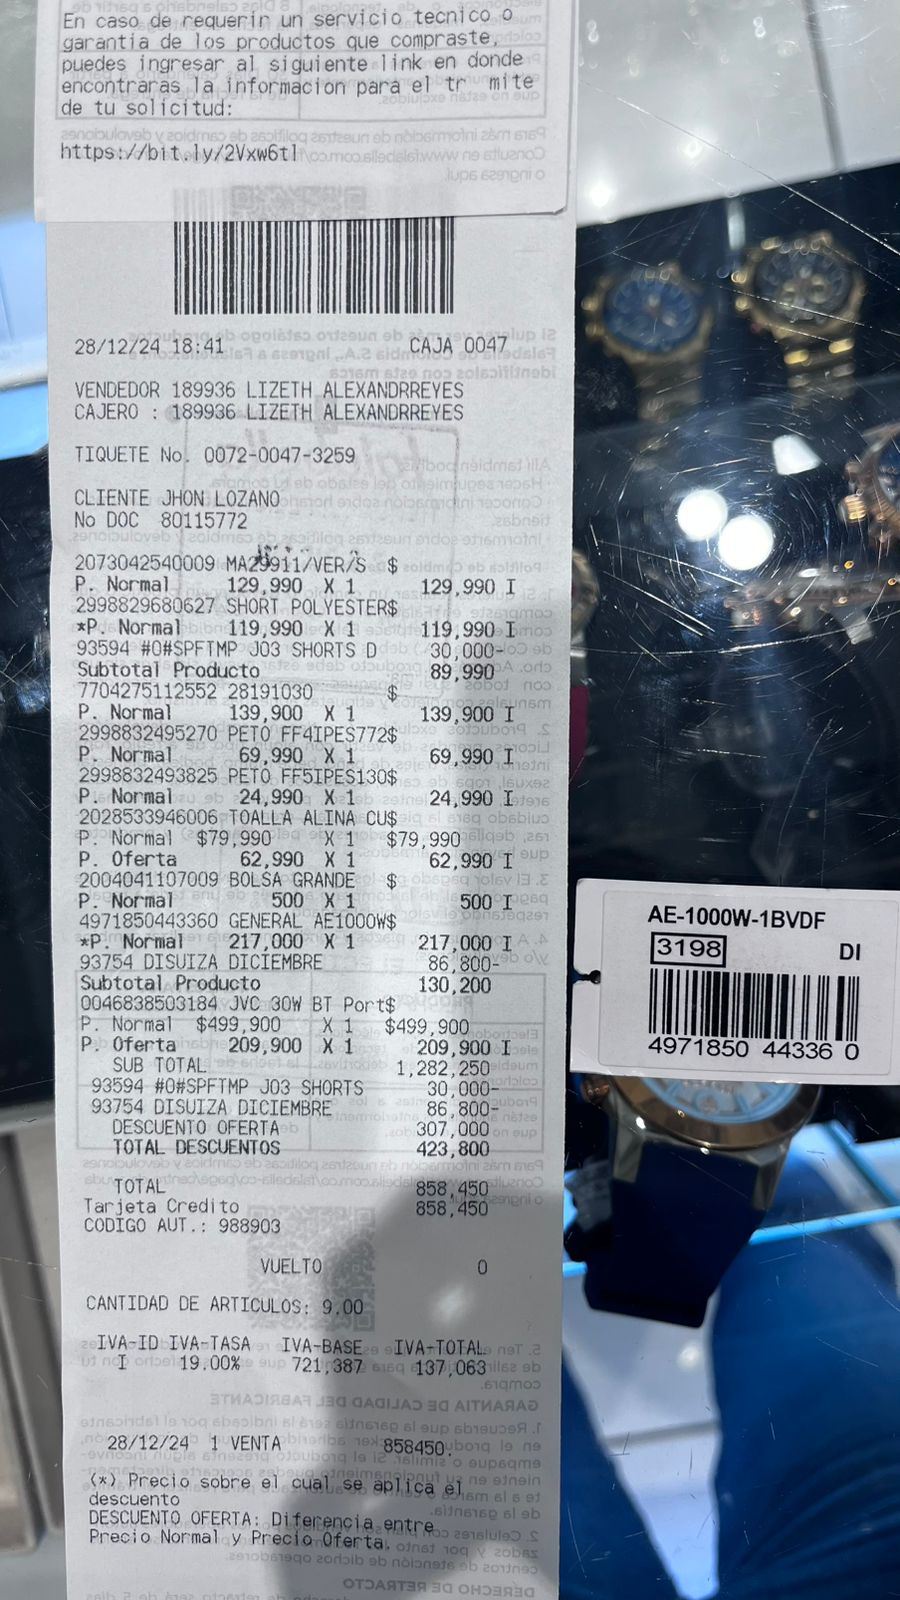 En caso de requerir un servicio tecnico o
garantia de los productos que compraste,
puedes ingresar al siguiente link en donde
encontraras la informacion para el tr mite
de tu solicitud:
https://bit.ly/2Vxw6tl
28/12/24 18:41 CAJA 0047
VENDEDOR 189936 LIZETH ALEXANDRREYES
CAJERO : 189936 LIZETH ALEXANDRREYES
TIQUETE No. 0072-0047-3259
CLIENTE JHON LOZANO
No DOC 80115772
2073042540009 MA29911/VER/S $
P. Normal 129,990 X 1 129,990 I
2998829680627 SHORT POLYESTER$
*P. Normal 119,990 X 1 119,990 I
93594 #0#SPFTMP J03 SHORTS D 30,000-
Subtotal Producto 89,990
7704275112552 28191030 $
P. Normal 139,900 X 1 139,900 I
2998832495270 PETO FF4IPES772$
P. Normal 69,990 X 1 69,990 I
2998832493825 PETO FF5IPES130$
P. Normal 24,990 X 1 24,990 I
2028533946006 TOALLA ALINA CU$
P. Normal $79,990 X 1 $79,990
P. Oferta 62,990 X 1 62,990 I
2004041107009 BOLSA GRANDE $
P. Normal 500 X 1 500 I
4971850443360 GENERAL AE1000W$
*P. Normal 217,000 X 1 217,000 I
93754 DISUIZA DICIEMBRE 86,800-
Subtotal Producto 130,200
0046838503184 JVC 30W BT Port$
P. Normal $499,900 X 1 $499,900
P. Oferta 209,900 X 1 209,900 I
SUB TOTAL 1,282,250
93594 #0#SPFTMP J03 SHORTS 30,000-
93754 DISUIZA DICIEMBRE 86,800-
DESCUENTO OFERTA 307,000
TOTAL DESCUENTOS 423,800
TOTAL 858,450
Tarjeta Credito 858,450
CODIGO AUT.: 988903
VUELTO 0
CANTIDAD DE ARTICULOS: 9.00
IVA-ID IVA-TASA IVA-BASE IVA-TOTAL
I 19.00% 721,387 137,063
28/12/24 1 VENTA 858450.
(*) Precio sobre el cual se aplica el
descuento
DESCUENTO OFERTA: Diferencia entre
Precio Normal y Precio Oferta.
AE-1000W-1BVDF
3198 DI
4971850 44336 0